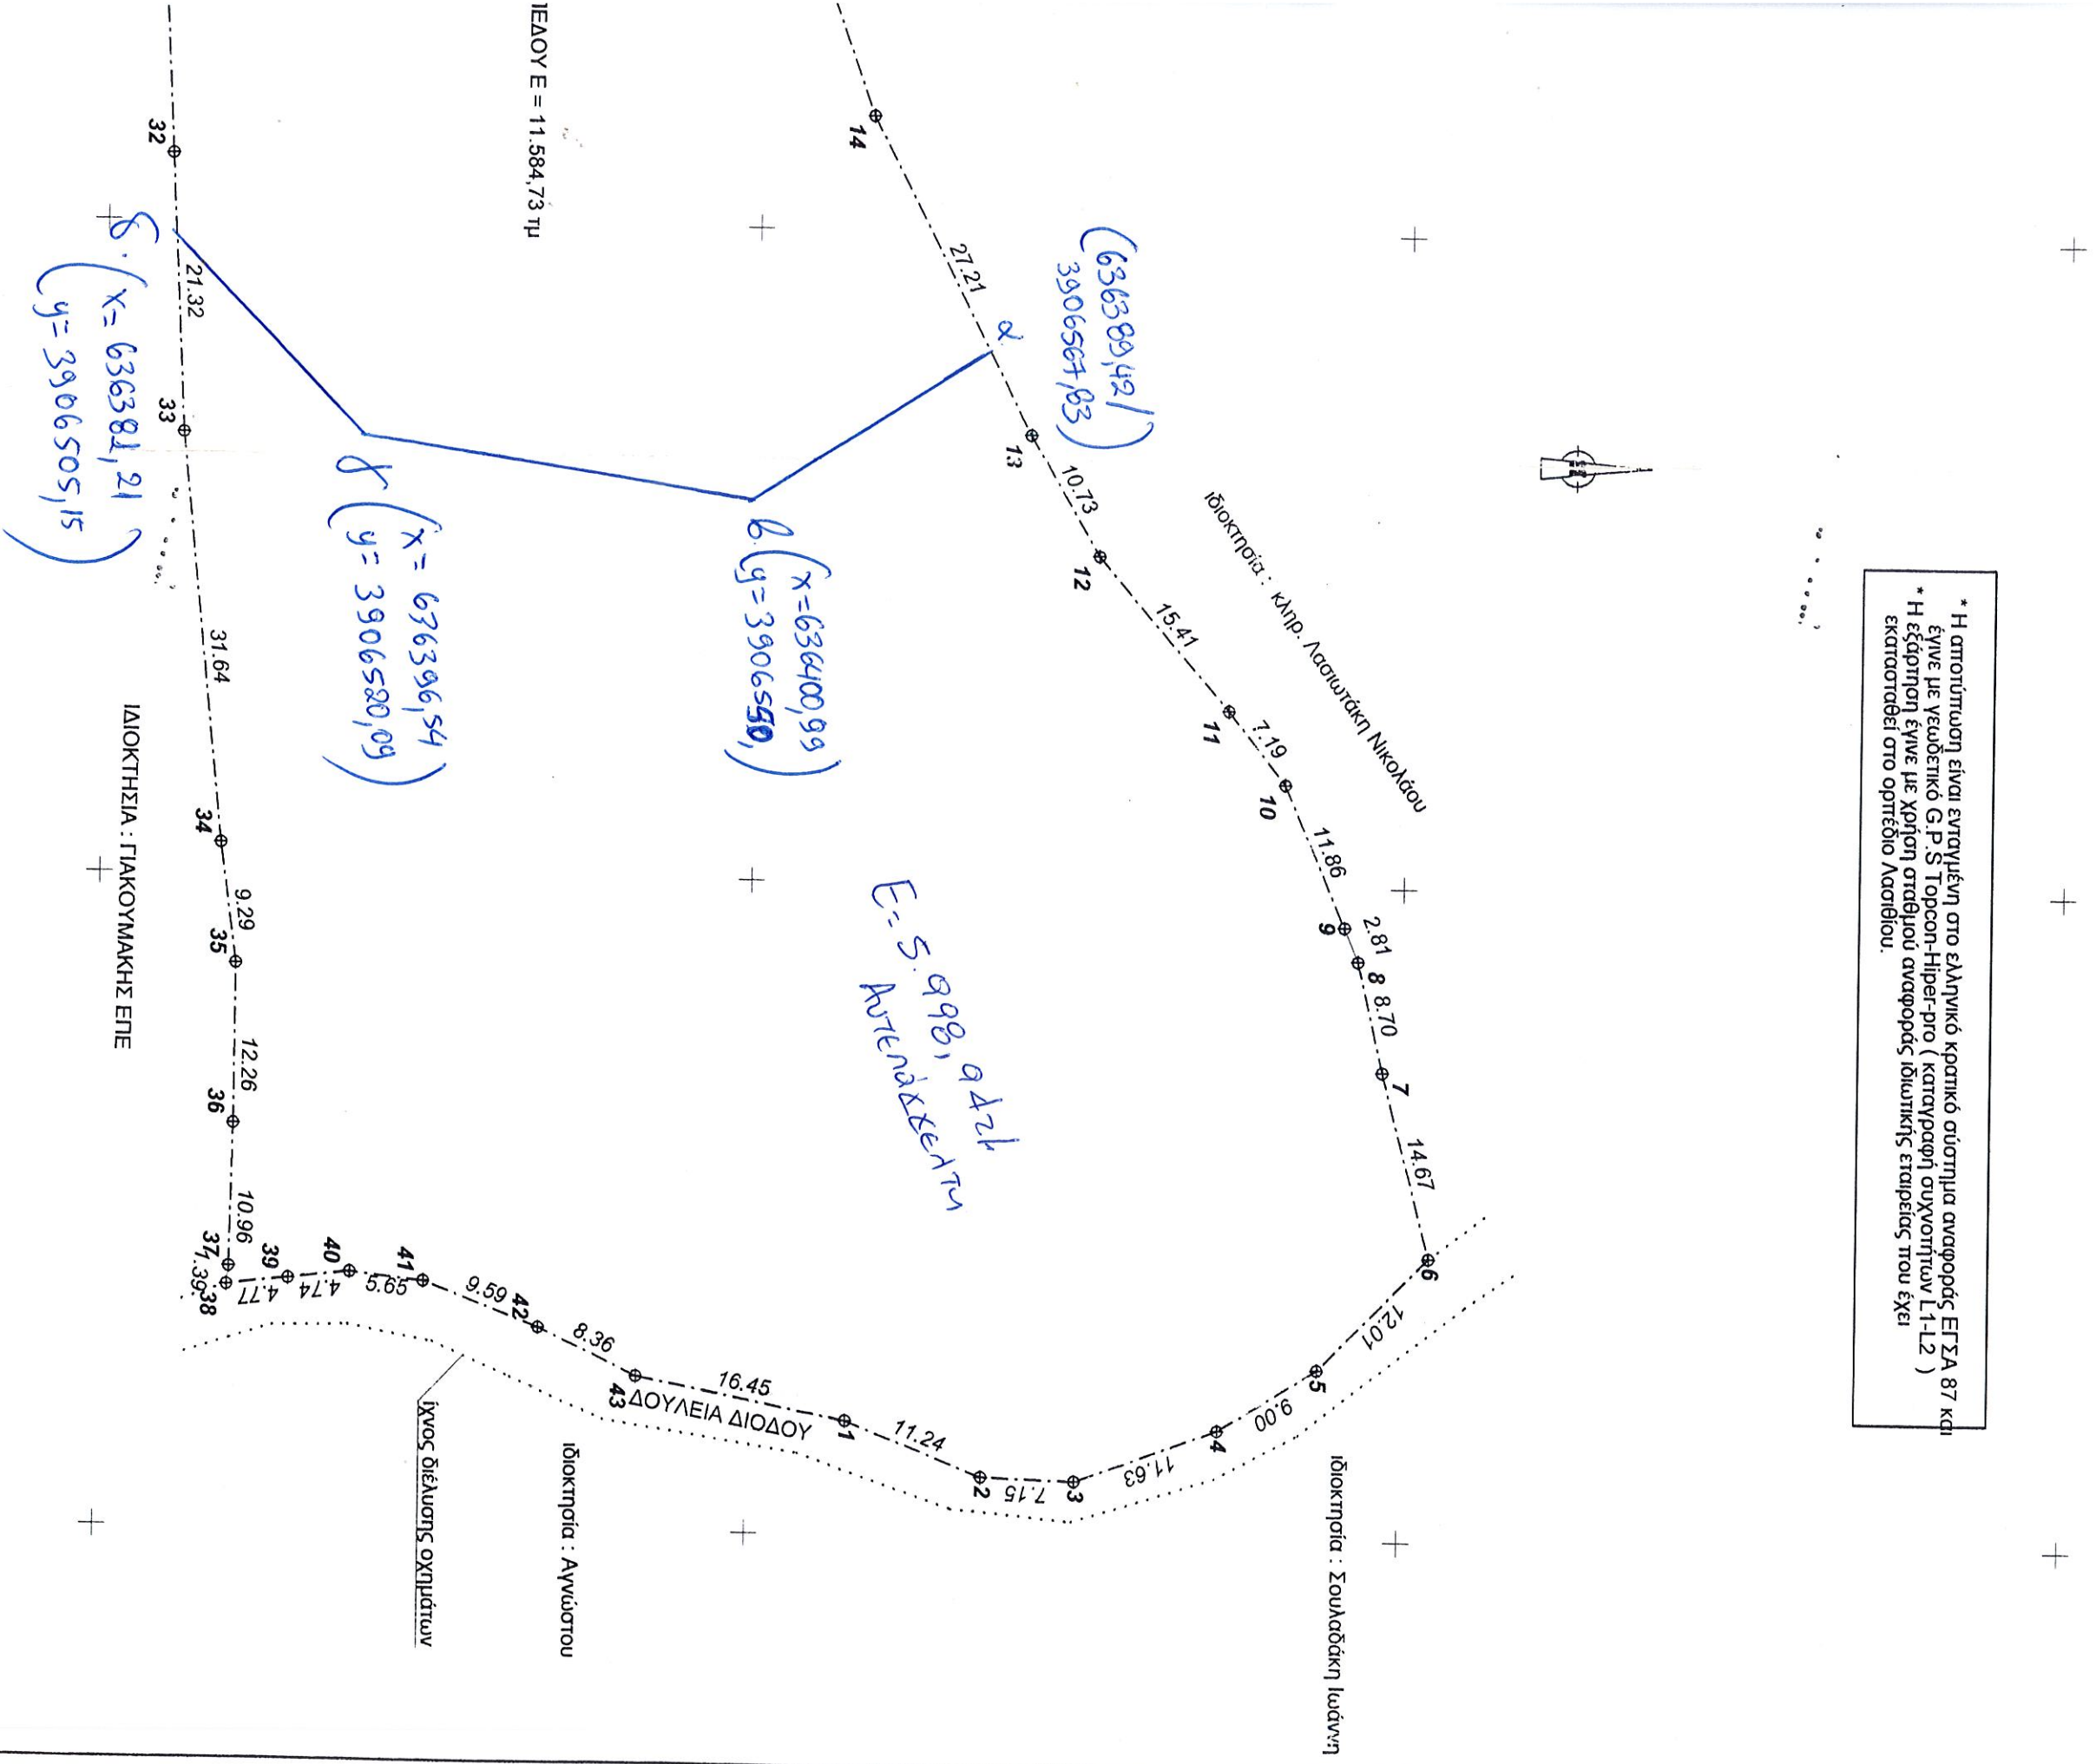 * Η αποτύπωση είναι ενταγμένη στο ελληνικό κρατικό σύστημα αναφοράς ΕΓΣΑ 87 και
έγινε με γεωδετικό G.P.S Topcon-Hiper-pro ( καταγραφή συχνοτήτων L1-L2 )
* Η εξάρτηση έγινε με χρήση σταθμού αναφοράς ιδιωτικής εταιρείας που έχει
εκατασταθεί στο ορπέδιο Λασιθίου.
ιδιοκτησία : κληρ. Λασιωτάκη Νικολάου
ιδιοκτησία : Σουλαδάκη Ιωάννη
6
14.67
7
8.70
8
2.81
9
11.86
10
7.19
11
15.41
12
10.73
13
27.21
14
12.01
5
9.00
4
11.63
3
7.15
2
11.24
1
16.45
ΔΟΥΛΕΙΑ ΔΙΟΔΟΥ
43
8.36
42
9.59
41
5.65
40
4.74
39
4.77
38
1.39
37
10.96
36
12.26
35
9.29
34
31.64
33
21.32
32
(636389,42/
3906567,83)
α
Ε= 5.998,94τμ
β. (x=636400,99
y=3906550,)
γ (x= 636396,54
y= 3906520,09)
δ. (x= 636381,21
y= 3906505,15)
ΙΕΔΟΥ Ε = 11.584,73 τμ
ιδιοκτησία : Αγνώστου
ίχνος διέλυσης οχημάτων
ΙΔΙΟΚΤΗΣΙΑ : ΓΙΑΚΟΥΜΑΚΗΣ ΕΠΕ